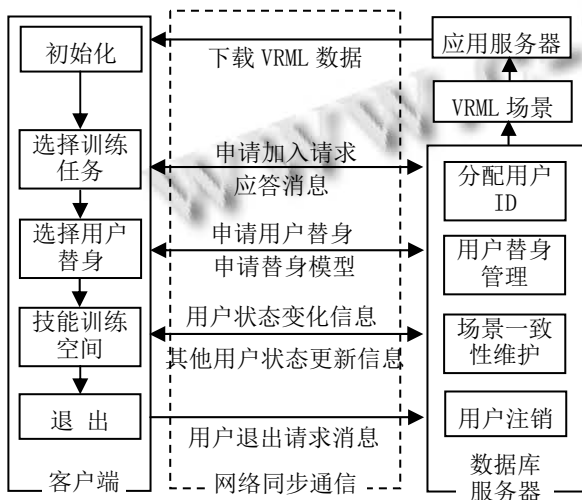 初始化
下载 VRML 数据
应用服务器
VRML 场景
选择训练
任务
申请加入请求
应答消息
分配用户
ID
选择用户
替身
申请用户替身
申请替身模型
用户替身
管理
技能训练
空间
用户状态变化信息
其他用户状态更新信息
场景一致
性维护
退 出
用户退出请求消息
用户注销
客户端
网络同步通信
数据库
服务器